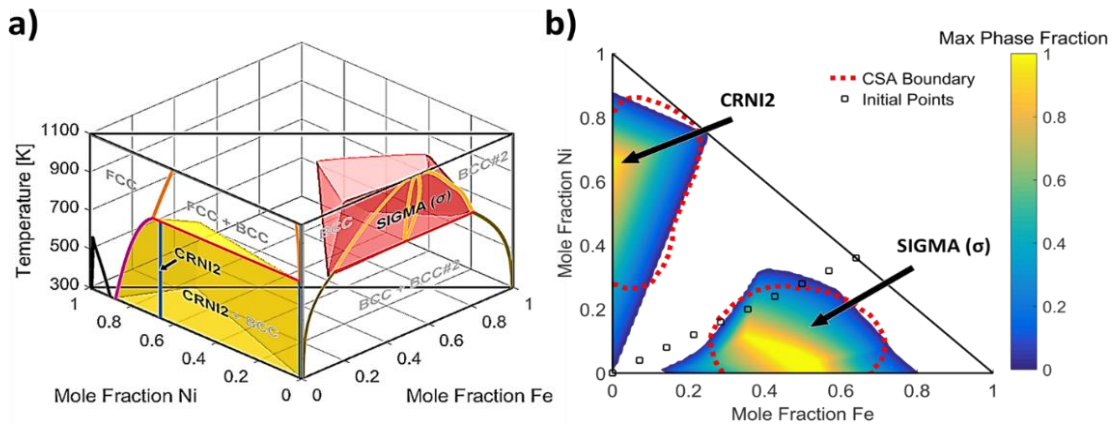 a)
1100
900
700
500
300
Temperature [K]
FCC
FCC + BCC
CRNI2
CRNI2 + BCC
BCC
SIGMA (σ)
BCC#2
BCC + BCC#2
1
0.8
0.6
0.4
0.2
0
Mole Fraction Ni
0
0.2
0.4
0.6
0.8
1
Mole Fraction Fe
b)
Max Phase Fraction
CSA Boundary
Initial Points
CRNI2
SIGMA (σ)
1
0.8
0.6
0.4
0.2
0
Mole Fraction Ni
0
0.2
0.4
0.6
0.8
1
Mole Fraction Fe
1
0.8
0.6
0.4
0.2
0